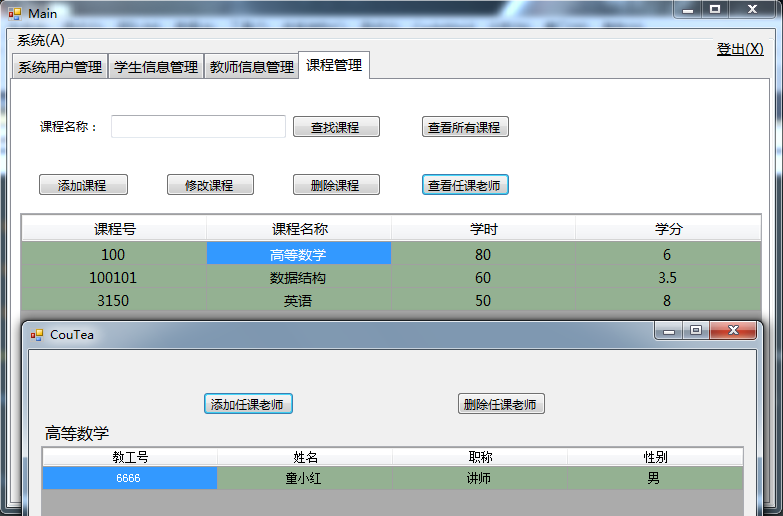 Main
系统(A)
登出(X)
系统用户管理 学生信息管理 教师信息管理 课程管理
课程名称： 查找课程 查看所有课程
添加课程 修改课程 删除课程 查看任课老师
课程号 课程名称 学时 学分
100 高等数学 80 6
100101 数据结构 60 3.5
3150 英语 50 8
CouTea
添加任课老师 删除任课老师
高等数学
教工号 姓名 职称 性别
6666 童小红 讲师 男